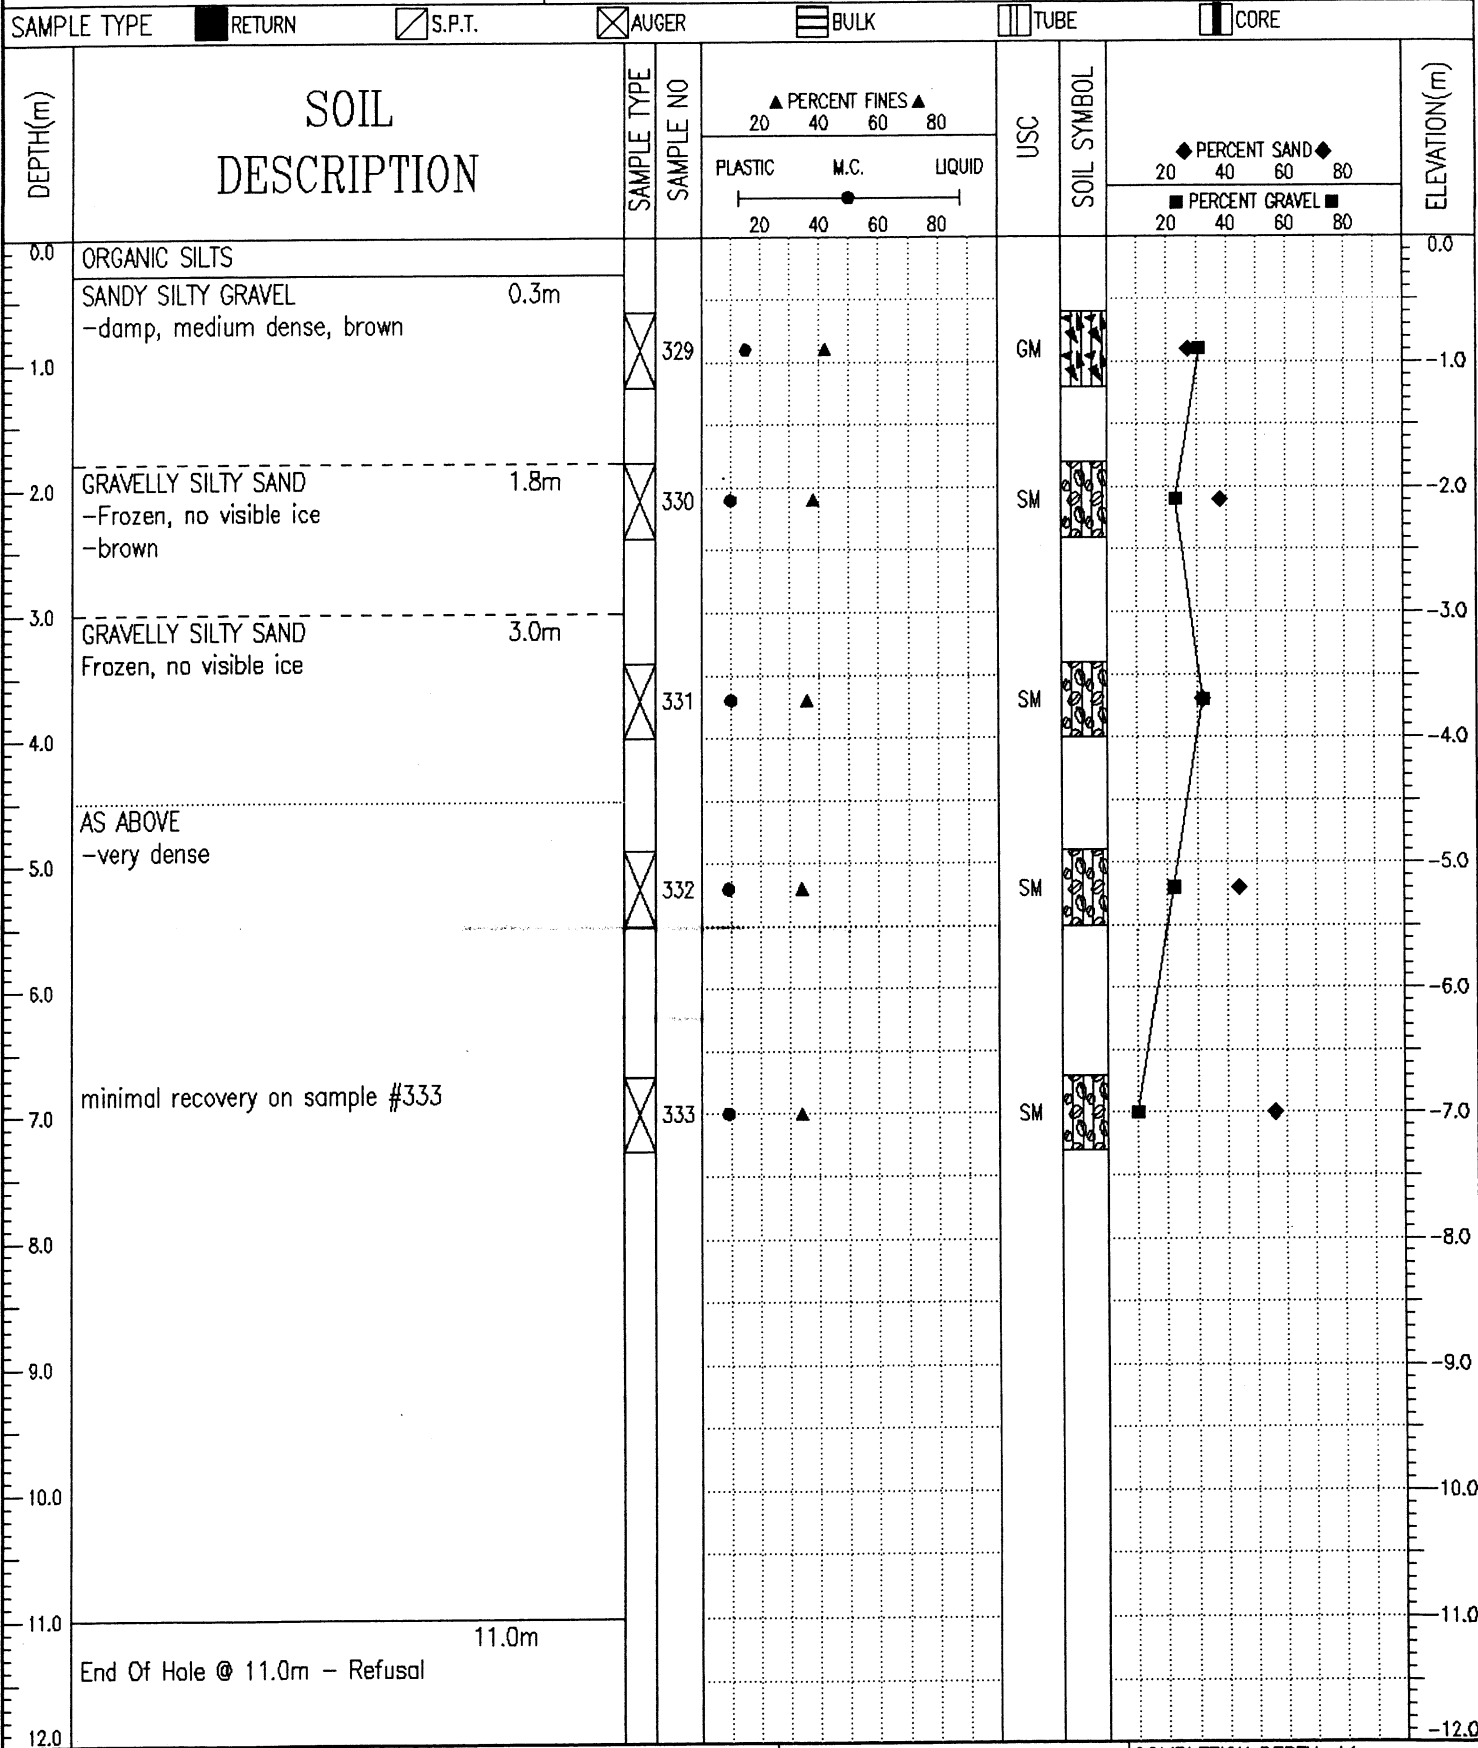 SAMPLE TYPE RETURN S.P.T. AUGER BULK TUBE CORE
DEPTH(m)
SOIL
DESCRIPTION
SAMPLE TYPE
SAMPLE NO
▲ PERCENT FINES ▲
20 40 60 80
PLASTIC M.C. LIQUID
20 40 60 80
USC
SOIL SYMBOL
◆ PERCENT SAND ◆
20 40 60 80
■ PERCENT GRAVEL ■
20 40 60 80
ELEVATION(m)
0.0 ORGANIC SILTS 0.0
SANDY SILTY GRAVEL 0.3m
-damp, medium dense, brown
329 GM
1.0 -1.0
GRAVELLY SILTY SAND 1.8m
2.0 330 SM -2.0
-Frozen, no visible ice
-brown
3.0 -3.0
GRAVELLY SILTY SAND 3.0m
Frozen, no visible ice
331 SM
4.0 -4.0
AS ABOVE
-very dense
5.0 -5.0
332 SM
6.0 -6.0
minimal recovery on sample #333
7.0 333 SM -7.0
8.0 -8.0
9.0 -9.0
10.0 -10.0
11.0 -11.0
11.0m
End Of Hole @ 11.0m - Refusal
12.0 -12.0